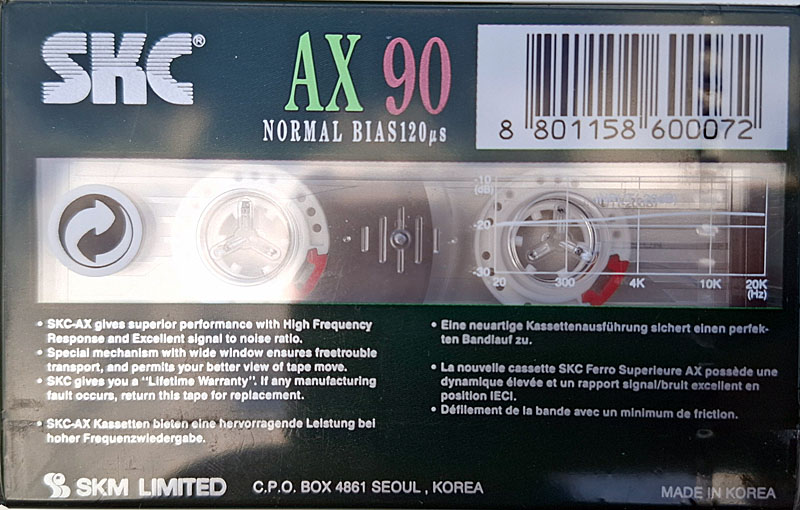 SKC®
AX 90
NORMAL BIAS120µs
8 801158 600072
-10
(dB)
-20
-30
20 300 4K 10K 20K
(Hz)
• SKC-AX gives superior performance with High Frequency
Response and Excellent signal to noise ratio.
• Special mechanism with wide window ensures freetrouble
transport, and permits your better view of tape move.
• SKC gives you a "Lifetime Warranty". If any manufacturing
fault occurs, return this tape for replacement.
• SKC-AX Kassetten bieten eine hervorragende Leistung bei
hoher Frequenzwiedergabe.
• Eine neuartige Kassettenausführung sichert einen perfek-
ten Bandlauf zu.
• La nouvelle cassette SKC Ferro Superieure AX possède une
dynamique élevée et un rapport signal/bruit excellent en
position IECI.
• Défilement de la bande avec un minimum de friction.
SKM LIMITED C.P.O. BOX 4861 SEOUL , KOREA
MADE IN KOREA